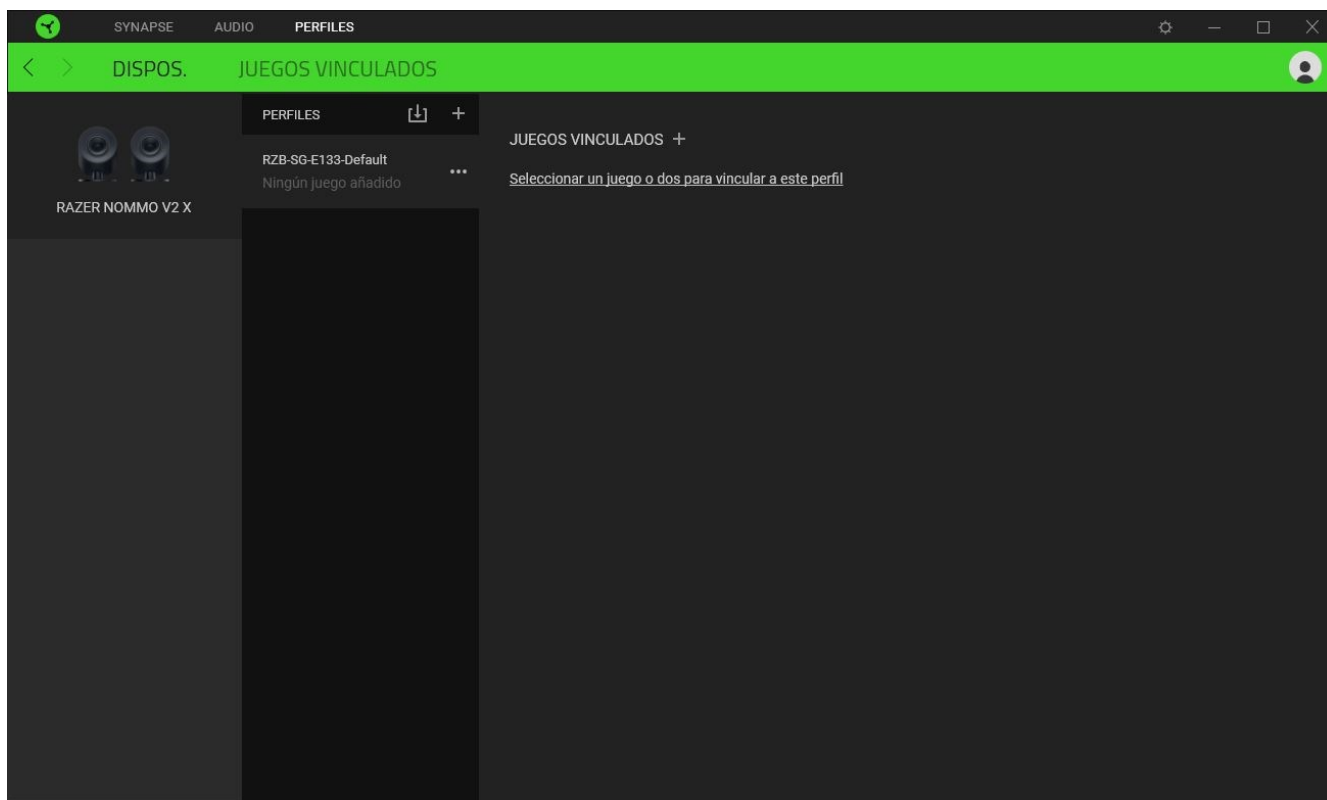 SYNAPSE AUDIO PERFILES
DISPOS. JUEGOS VINCULADOS
RAZER NOMMO V2 X
PERFILES
RZB-SG-E133-Default
Ningún juego añadido
JUEGOS VINCULADOS
Seleccionar un juego o dos para vincular a este perfil